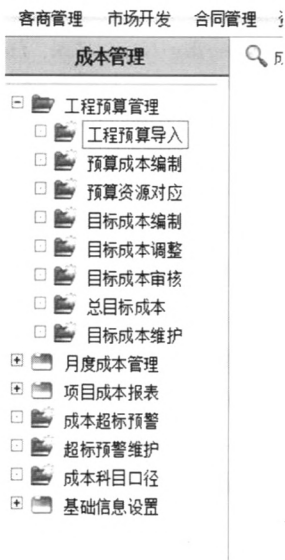 客商管理 市场开发 合同管理
成本管理
工程预算管理
工程预算导入
预算成本编制
预算资源对应
目标成本编制
目标成本调整
目标成本审核
总目标成本
目标成本维护
月度成本管理
项目成本报表
成本超标预警
超标预警维护
成本科目口径
基础信息设置